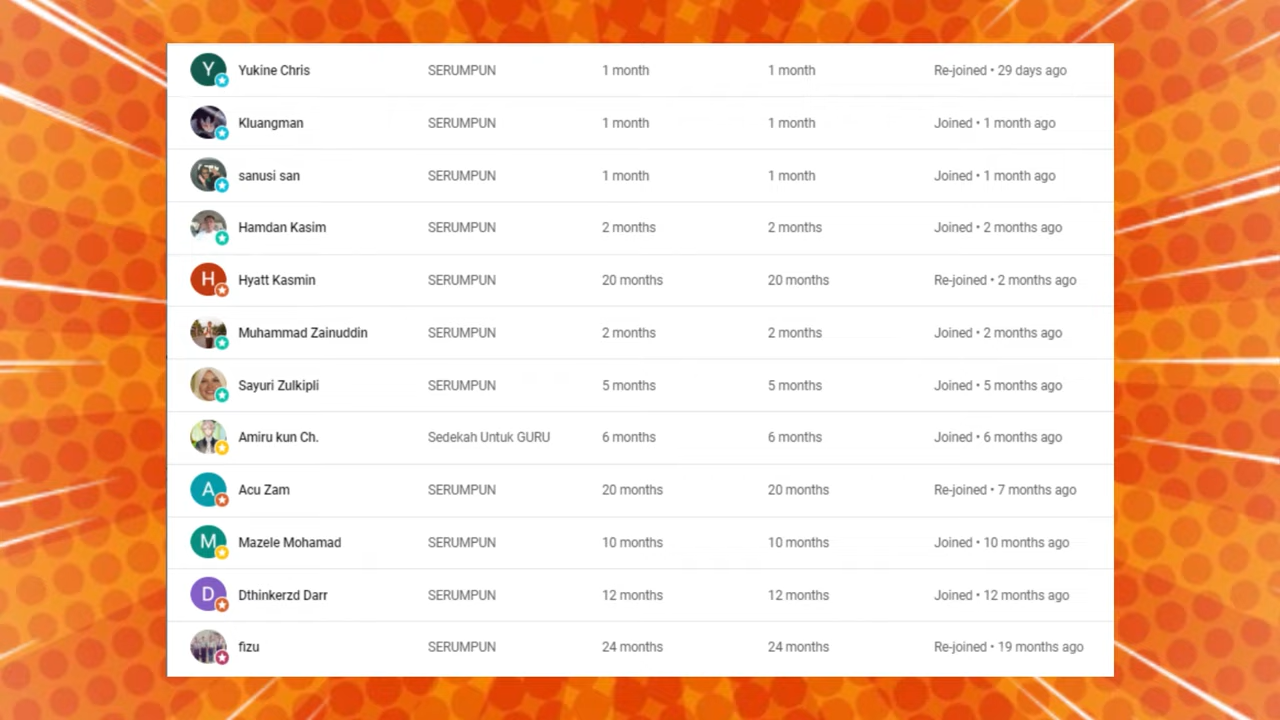 Y Yukine Chris SERUMPUN 1 month 1 month Re-joined • 29 days ago
Kluangman SERUMPUN 1 month 1 month Joined • 1 month ago
sanusi san SERUMPUN 1 month 1 month Joined • 1 month ago
Hamdan Kasim SERUMPUN 2 months 2 months Joined • 2 months ago
H Hyatt Kasmin SERUMPUN 20 months 20 months Re-joined • 2 months ago
Muhammad Zainuddin SERUMPUN 2 months 2 months Joined • 2 months ago
Sayuri Zulkipli SERUMPUN 5 months 5 months Joined • 5 months ago
Amiru kun Ch. Sedekah Untuk GURU 6 months 6 months Joined • 6 months ago
A Acu Zam SERUMPUN 20 months 20 months Re-joined • 7 months ago
M Mazele Mohamad SERUMPUN 10 months 10 months Joined • 10 months ago
D Dthinkerzd Darr SERUMPUN 12 months 12 months Joined • 12 months ago
fizu SERUMPUN 24 months 24 months Re-joined • 19 months ago